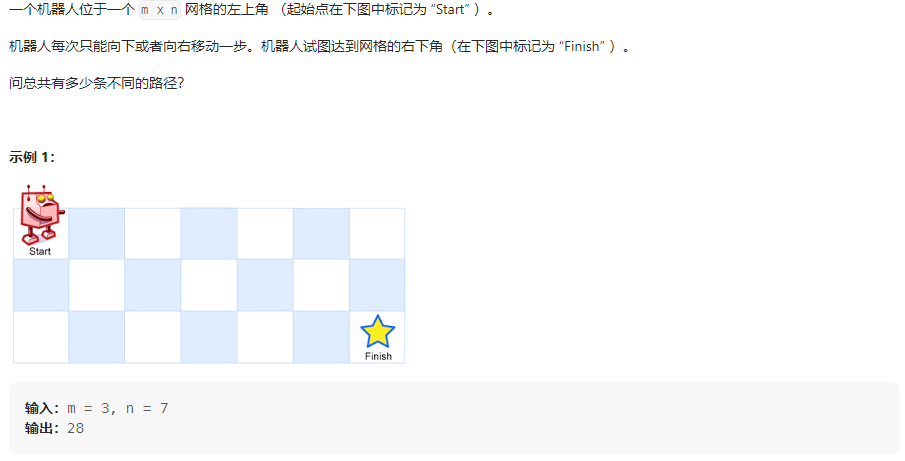 一个机器人位于一个 m x n 网格的左上角 （起始点在下图中标记为 “Start” ）。
机器人每次只能向下或者向右移动一步。机器人试图达到网格的右下角（在下图中标记为 “Finish” ）。
问总共有多少条不同的路径？
示例 1：
Start
Finish
输入：m = 3, n = 7
输出：28